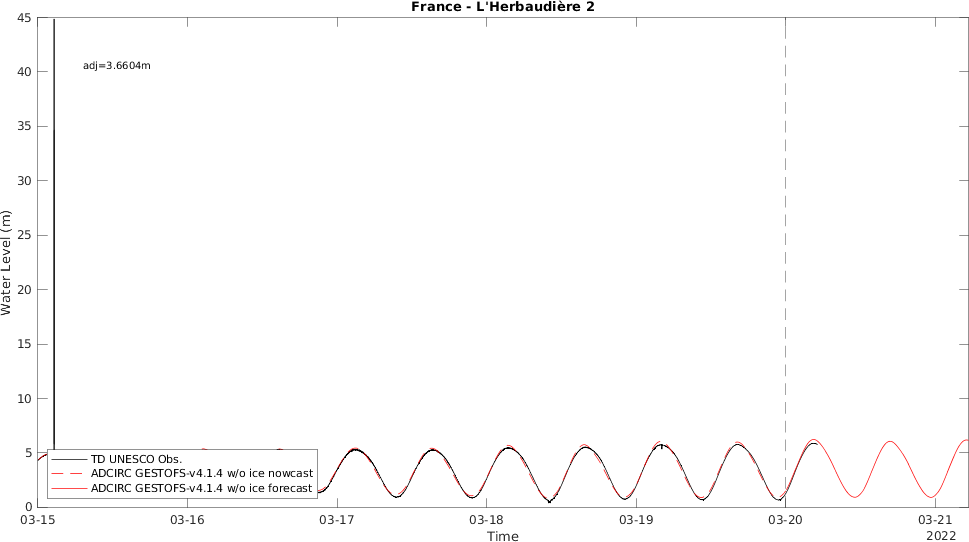 France - L'Herbaudière 2
45
40
35
30
25
20
15
10
5
0
Water Level (m)
adj=3.6604m
TD UNESCO Obs.
ADCIRC GESTOFS-v4.1.4 w/o ice nowcast
ADCIRC GESTOFS-v4.1.4 w/o ice forecast
03-15 03-16 03-17 03-18 03-19 03-20 03-21
Time 2022